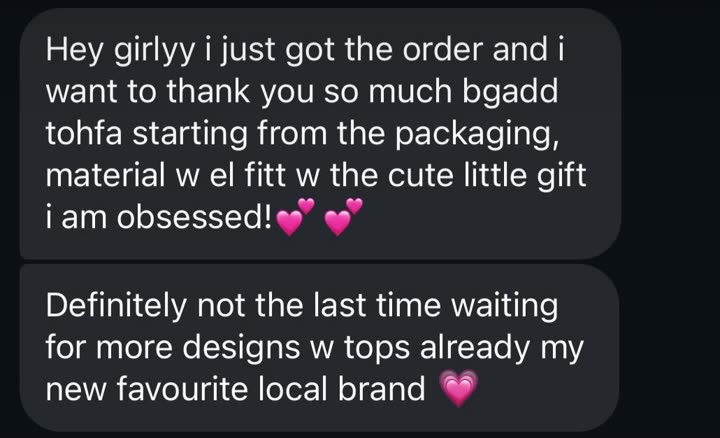 Hey girlyy i just got the order and i
want to thank you so much bgadd
tohfa starting from the packaging,
material w el fitt w the cute little gift
i am obsessed!💕 💕
Definitely not the last time waiting
for more designs w tops already my
new favourite local brand 💗